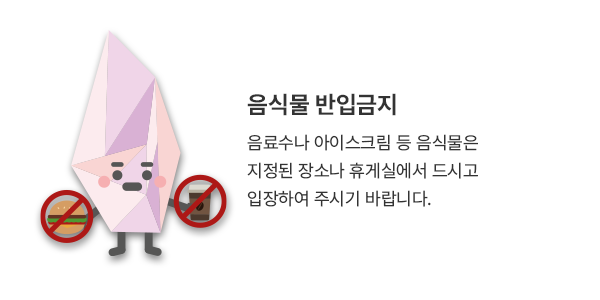 음식물 반입금지
음료수나 아이스크림 등 음식물은
지정된 장소나 휴게실에서 드시고
입장하여 주시기 바랍니다.